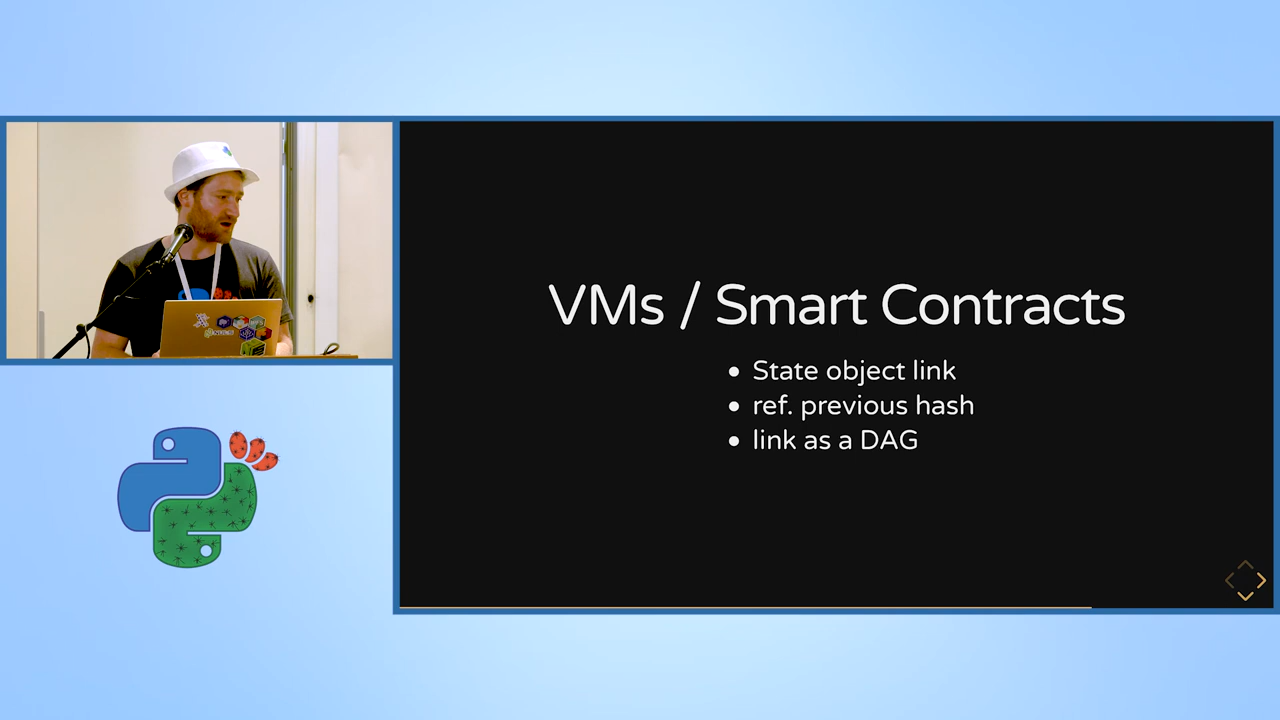 VMs / Smart Contracts
State object link
ref. previous hash
link as a DAG